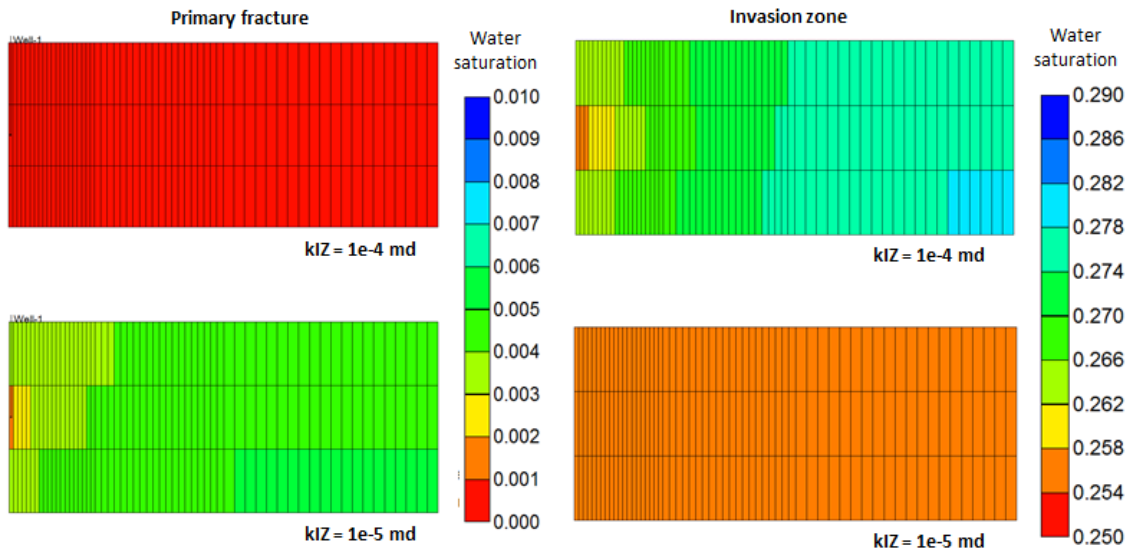 Primary fracture
Invasion zone
Well-1
Water
saturation
Water
saturation
0.010
0.009
0.008
0.007
0.006
0.005
0.004
0.003
0.002
0.001
0.000
0.290
0.286
0.282
0.278
0.274
0.270
0.266
0.262
0.258
0.254
0.250
kIZ = 1e-4 md
kIZ = 1e-4 md
Well-1
kIZ = 1e-5 md
kIZ = 1e-5 md